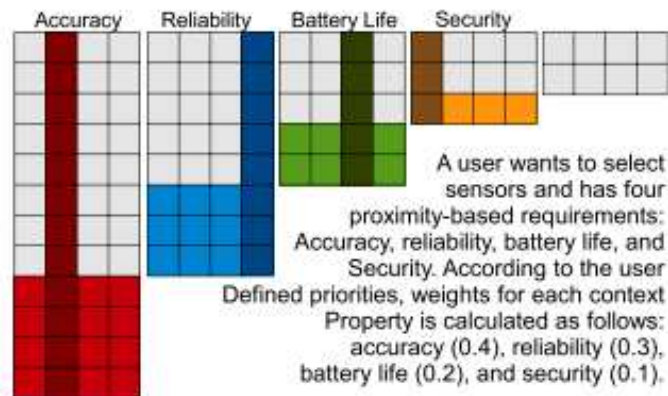 Accuracy Reliability Battery Life Security
A user wants to select
sensors and has four
proximity-based requirements:
Accuracy, reliability, battery life, and
Security. According to the user
Defined priorities, weights for each context
Property is calculated as follows:
accuracy (0.4), reliability (0.3),
battery life (0.2), and security (0.1).